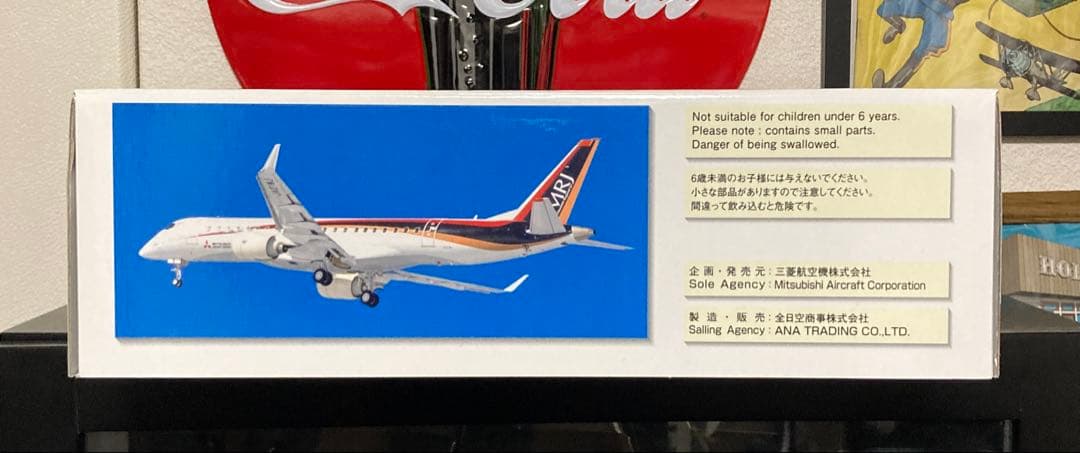 Not suitable for children under 6 years.
Please note : contains small parts.
Danger of being swallowed.
6歳未満のお子様には与えないでください。
小さな部品がありますので注意してください。
間違って飲み込むと危険です。
企画・発売元：三菱航空機株式会社
Sole Agency : Mitsubishi Aircraft Corporation
製造・販売：全日空商事株式会社
Salling Agency : ANA TRADING CO.,LTD.
MRJ